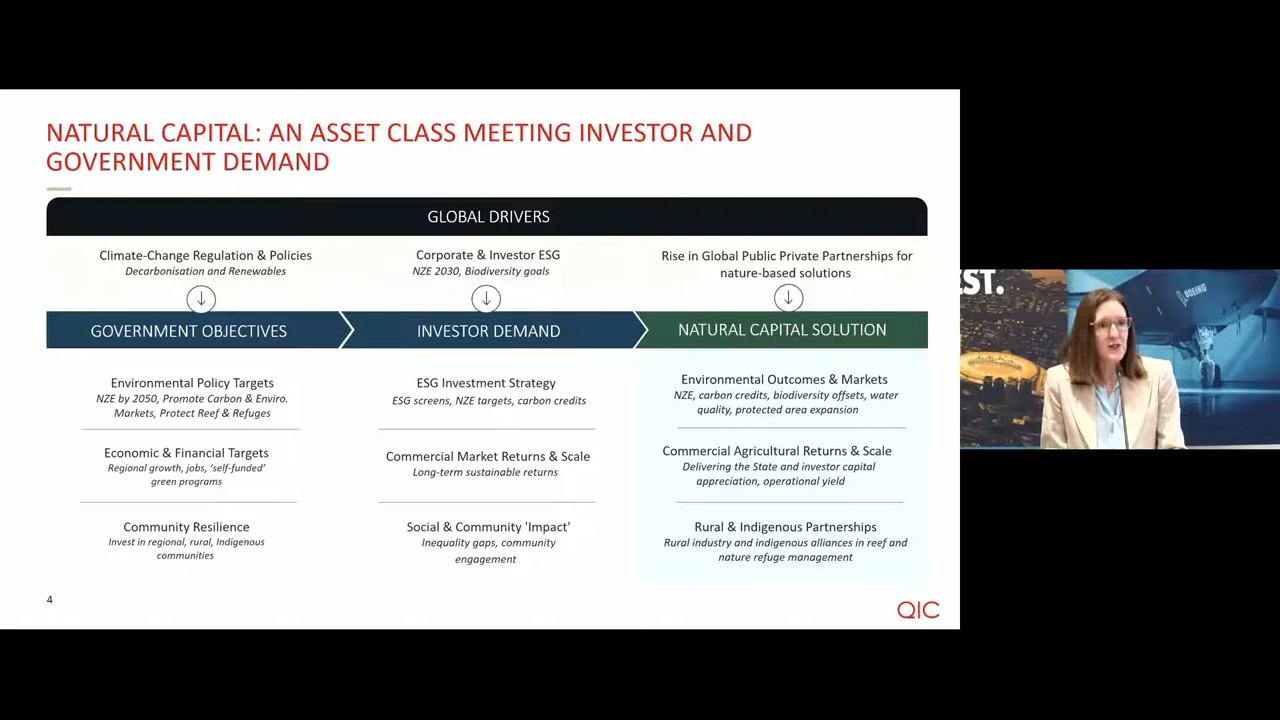 NATURAL CAPITAL: AN ASSET CLASS MEETING INVESTOR AND
GOVERNMENT DEMAND
GLOBAL DRIVERS
Climate-Change Regulation & Policies
Decarbonisation and Renewables
Corporate & Investor ESG
NZE 2030, Biodiversity goals
Rise in Global Public Private Partnerships for
nature-based solutions
GOVERNMENT OBJECTIVES
INVESTOR DEMAND
NATURAL CAPITAL SOLUTION
Environmental Policy Targets
NZE by 2050, Promote Carbon & Enviro.
Markets, Protect Reef & Refuges
Economic & Financial Targets
Regional growth, jobs, ‘self-funded’
green programs
Community Resilience
Invest in regional, rural, Indigenous
communities
ESG Investment Strategy
ESG screens, NZE targets, carbon credits
Commercial Market Returns & Scale
Long-term sustainable returns
Social & Community 'Impact'
Inequality gaps, community
engagement
Environmental Outcomes & Markets
NZE, carbon credits, biodiversity offsets, water
quality, protected area expansion
Commercial Agricultural Returns & Scale
Delivering the State and investor capital
appreciation, operational yield
Rural & Indigenous Partnerships
Rural industry and indigenous alliances in reef and
nature refuge management
4
QIC
EST.
BOEING